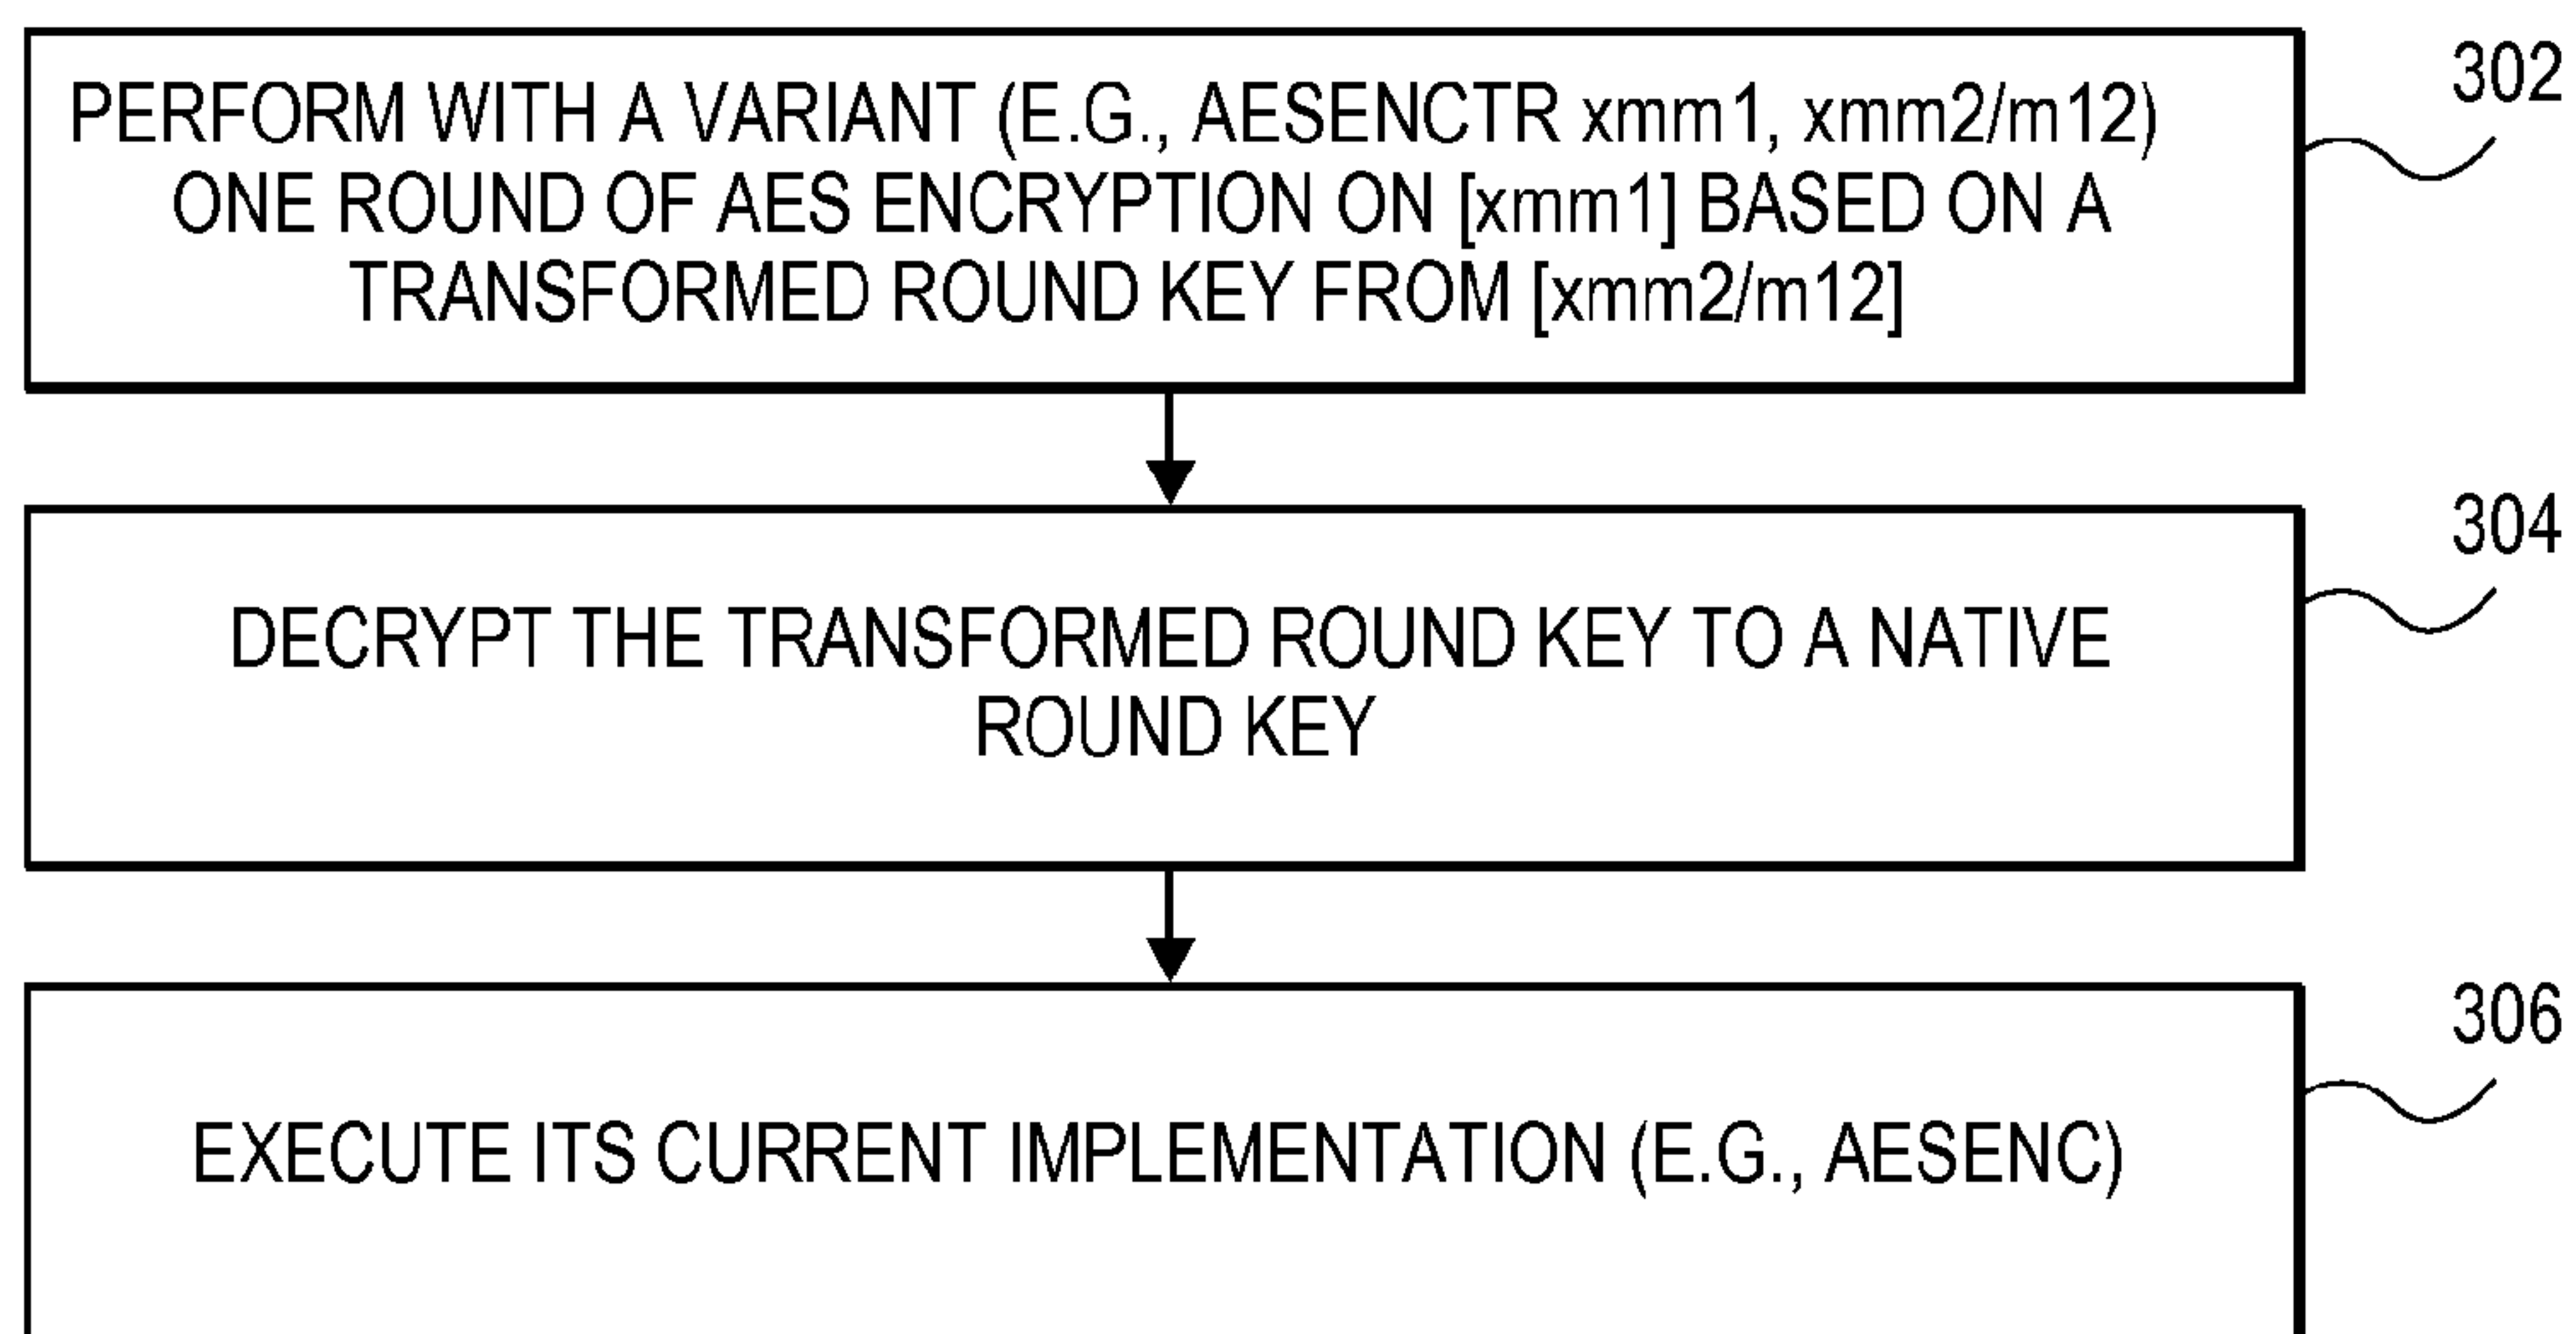 PERFORM WITH A VARIANT (E.G., AESENCTR xmm1, xmm2/m12)
ONE ROUND OF AES ENCRYPTION ON [xmm1] BASED ON A
TRANSFORMED ROUND KEY FROM [xmm2/m12]
302
DECRYPT THE TRANSFORMED ROUND KEY TO A NATIVE
ROUND KEY
304
EXECUTE ITS CURRENT IMPLEMENTATION (E.G., AESENC)
306